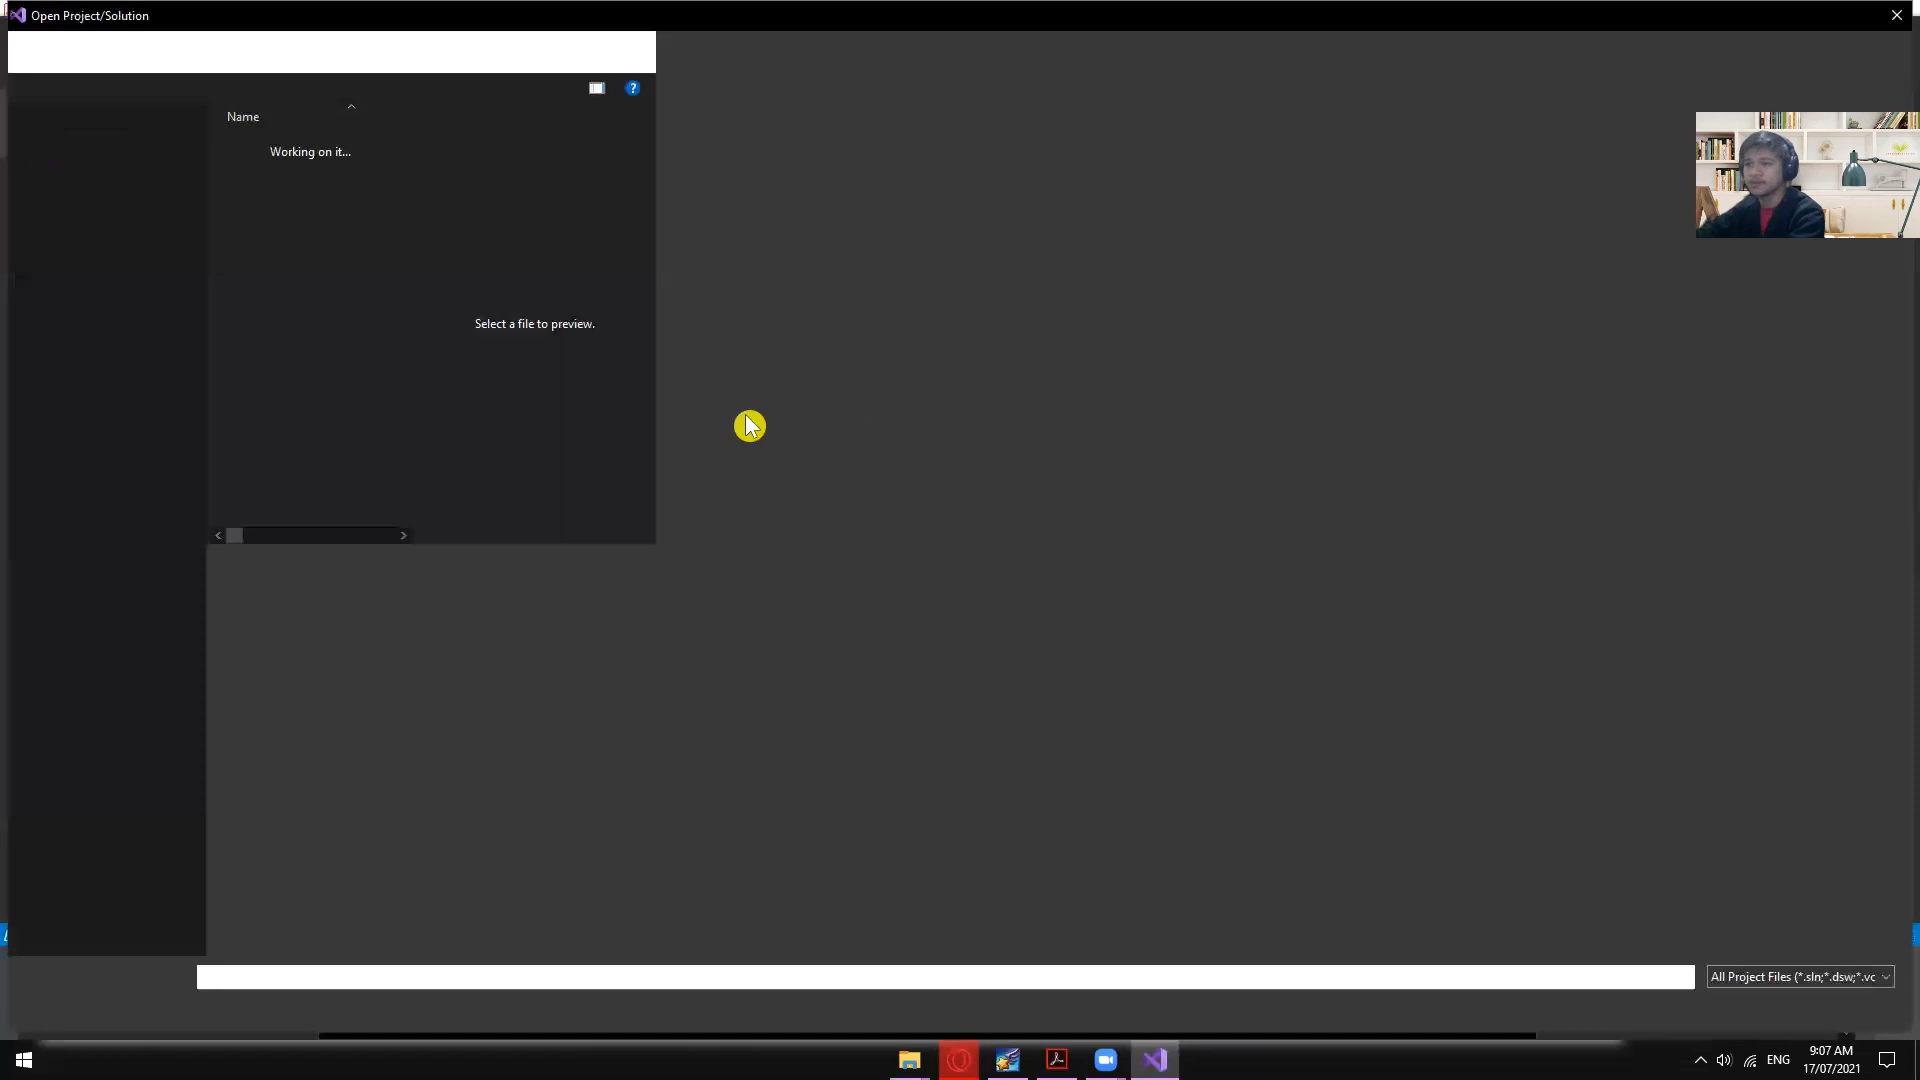 Open Project/Solution
Name
Working on it...
Select a file to preview.
All Project Files (*.sln;*.dsw;*.vc
ENG
9:07 AM
17/07/2021